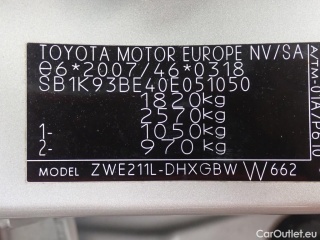 TOYOTA MOTOR EUROPE NV/SA
e6*2007/46*0318
SB1K93BE40E051050
1820kg
2570kg
1- 1050kg
2- 970kg
MODEL ZWE211L-DHXGBW W662
CarOutlet.eu